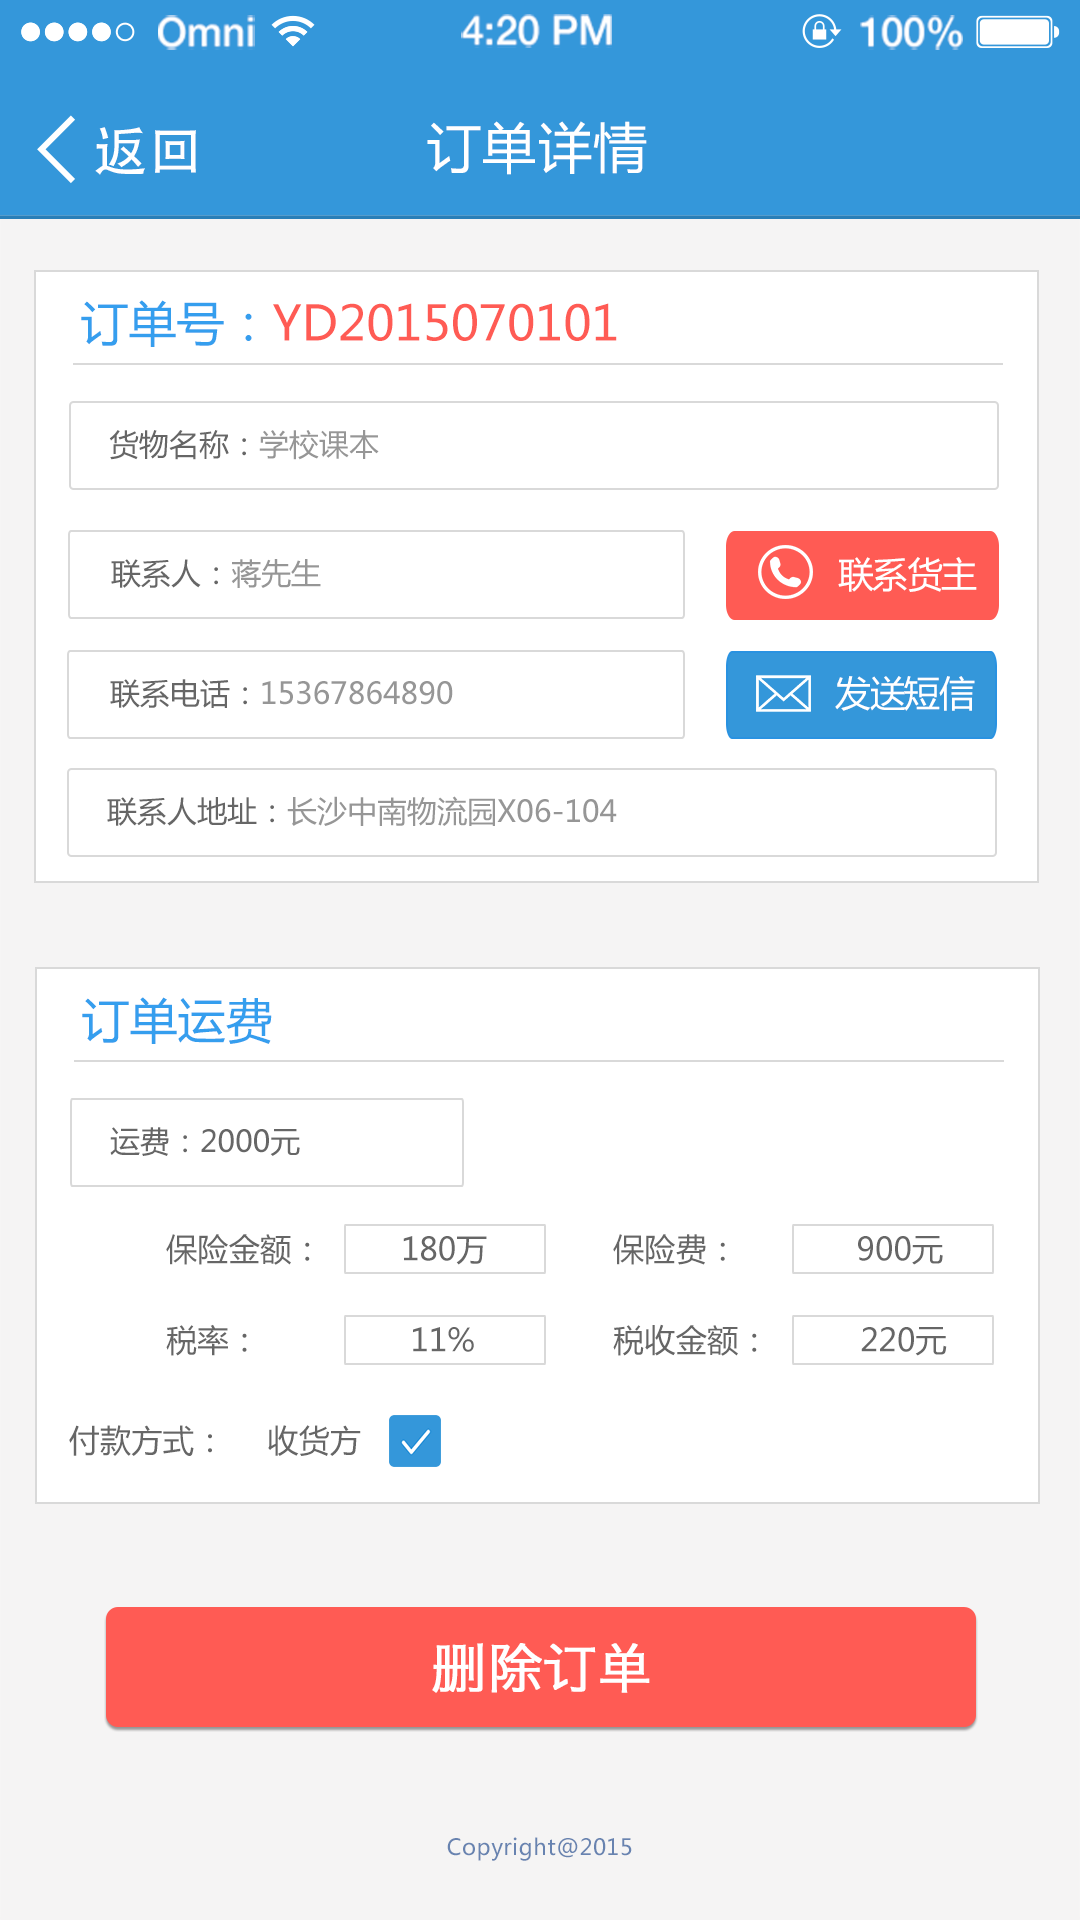 Omni 4:20 PM 100%
返回 订单详情
订单号：YD2015070101
货物名称：学校课本
联系人：蒋先生 联系货主
联系电话：15367864890 发送短信
联系人地址：长沙中南物流园X06-104
订单运费
运费：2000元
保险金额： 180万 保险费： 900元
税率： 11% 税收金额： 220元
付款方式： 收货方
删除订单
Copyright@2015